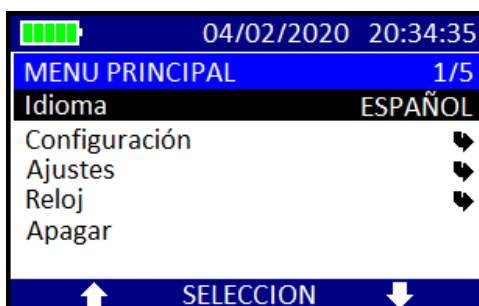 04/02/2020 20:34:35
MENU PRINCIPAL 1/5
Idioma ESPAÑOL
Configuración
Ajustes
Reloj
Apagar
SELECCION